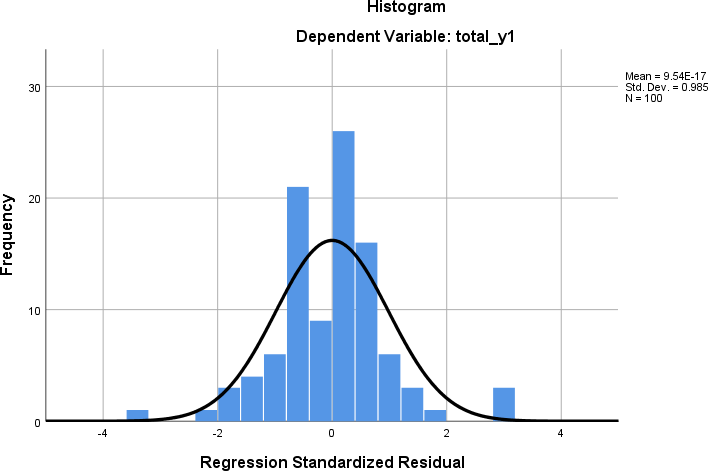 Histogram
Dependent Variable: total_y1
Mean = 9.54E-17
Std. Dev. = 0.985
N = 100
Frequency
30
20
10
0
-4
-2
0
2
4
Regression Standardized Residual